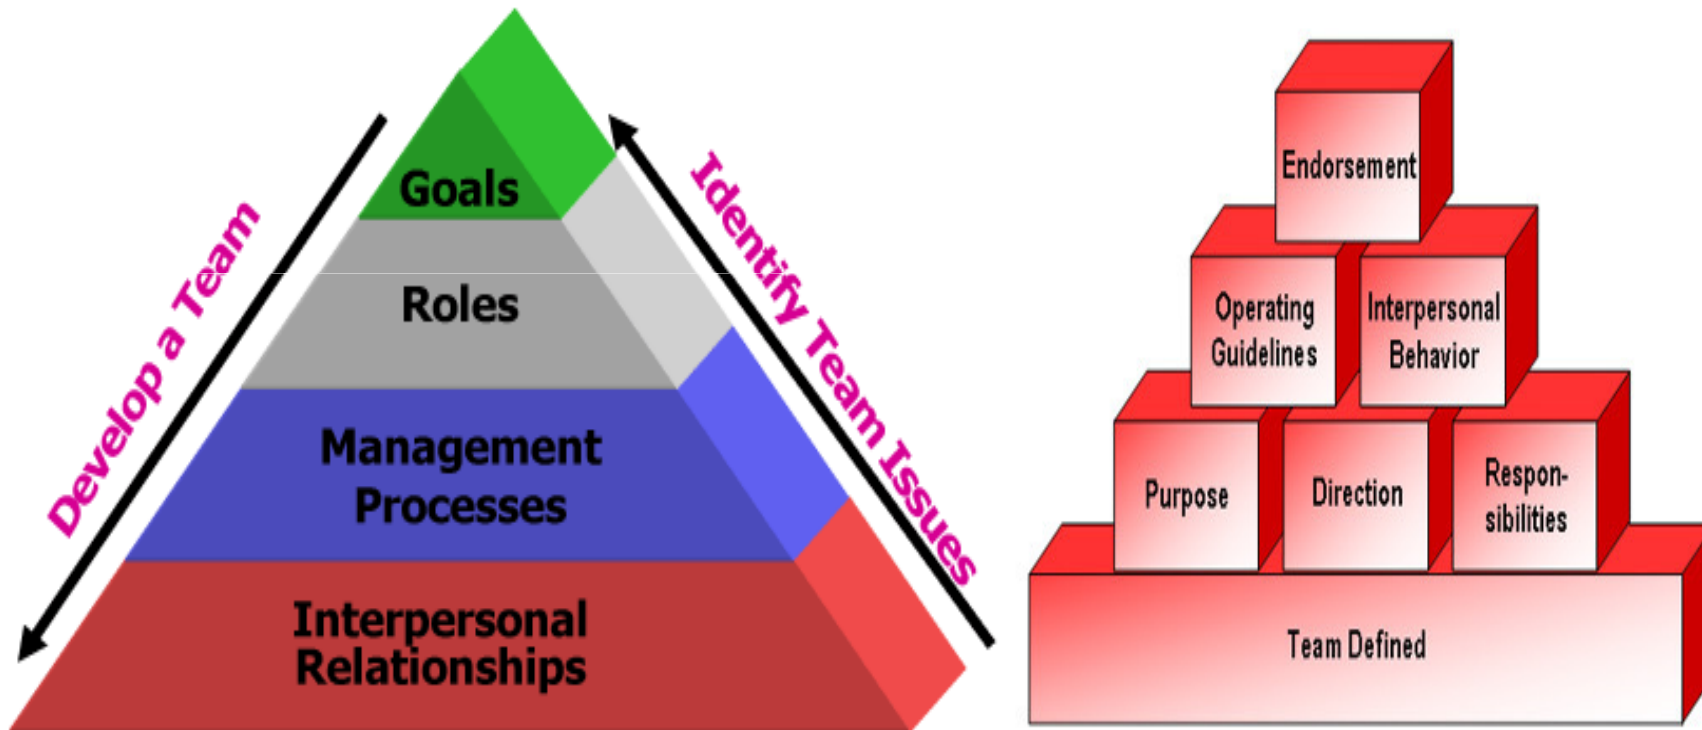 Develop a Team
Goals
Roles
Management
Processes
Interpersonal
Relationships
Identify Team Issues
Endorsement
Operating
Guidelines
Interpersonal
Behavior
Purpose
Direction
Respon-
sibilities
Team Defined